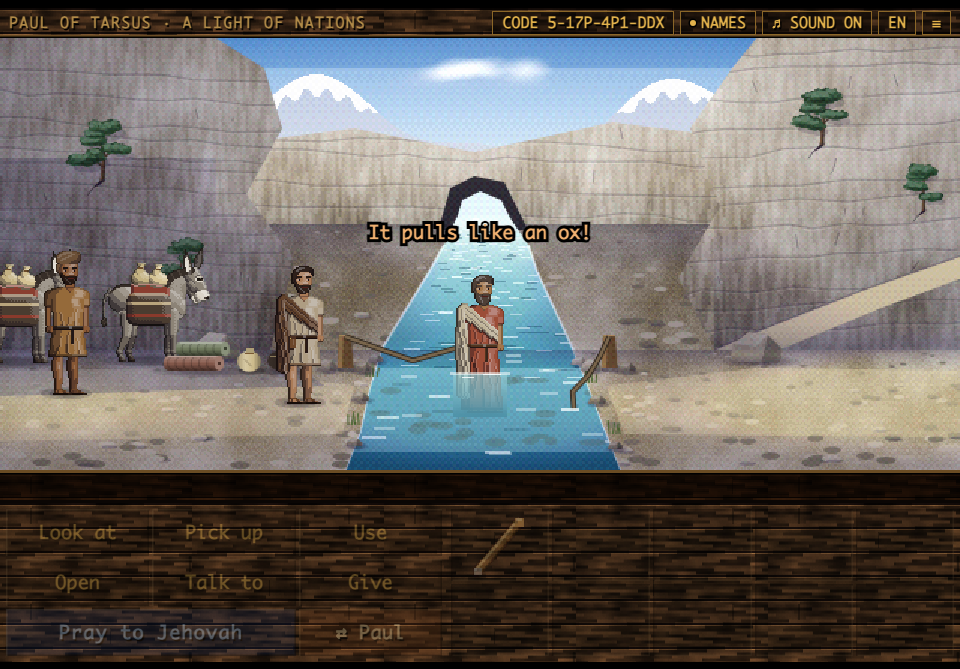 PAUL OF TARSUS · A LIGHT OF NATIONS
CODE 5-17P-4P1-DDX
● NAMES
♬ SOUND ON
EN
≡
It pulls like an ox!
Look at
Pick up
Use
Open
Talk to
Give
Pray to Jehovah
⇄ Paul